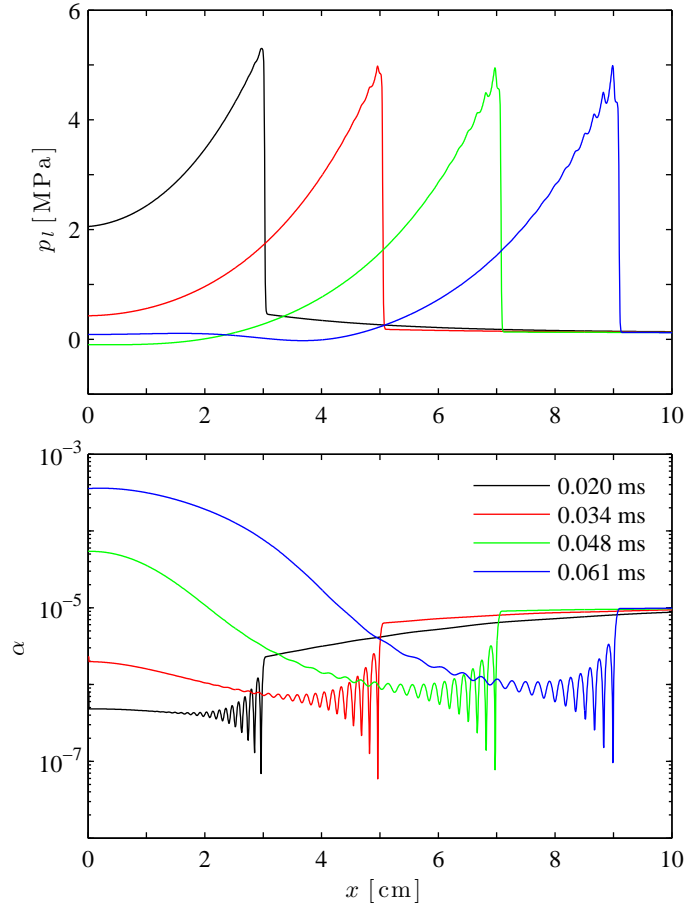 6
4
2
0
p_l [MPa]
0 2 4 6 8 10
10^{-3}
10^{-5}
10^{-7}
α
0.020 ms
0.034 ms
0.048 ms
0.061 ms
0 2 4 6 8 10
x [cm]